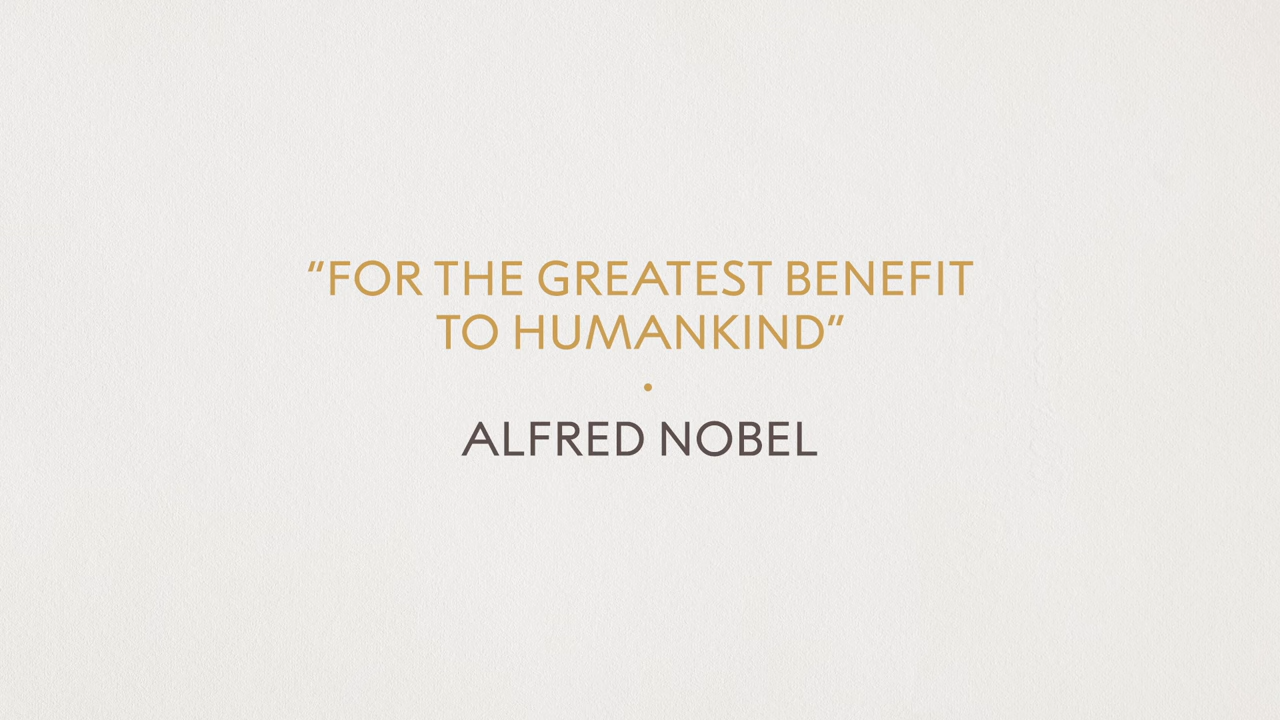 “FOR THE GREATEST BENEFIT
TO HUMANKIND”
•
ALFRED NOBEL